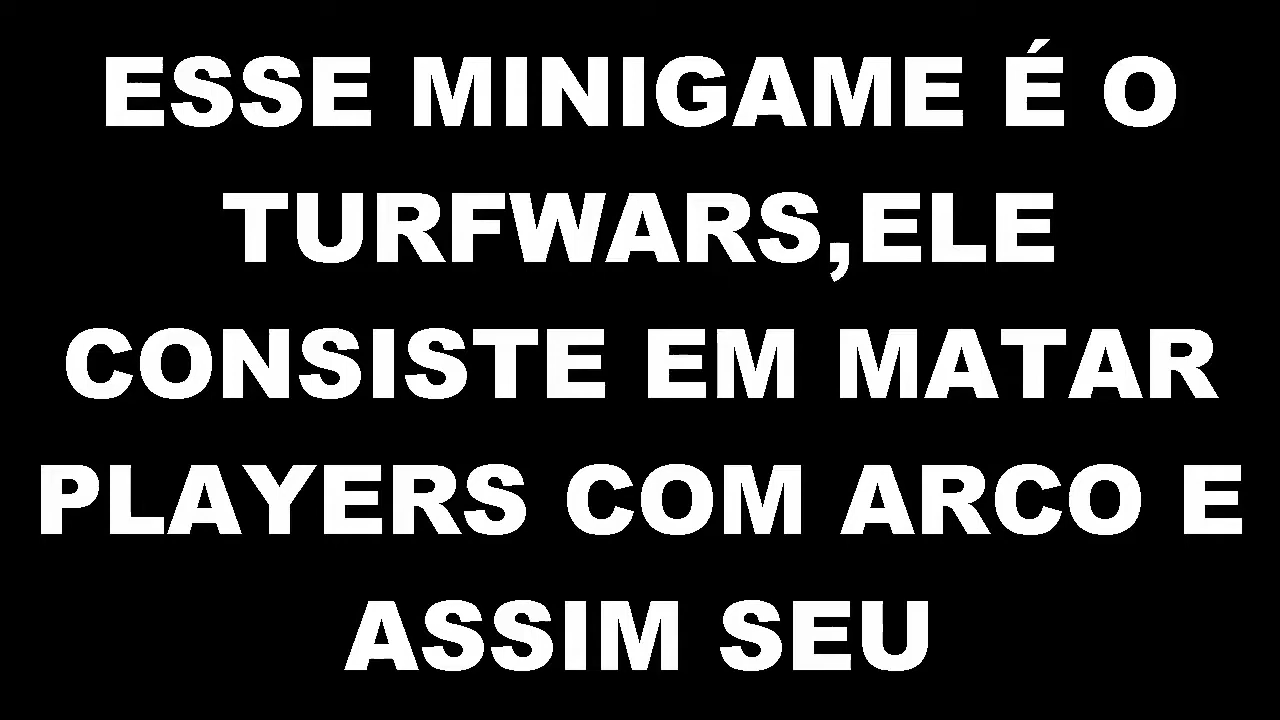 ESSE MINIGAME É O
TURFWARS,ELE
CONSISTE EM MATAR
PLAYERS COM ARCO E
ASSIM SEU